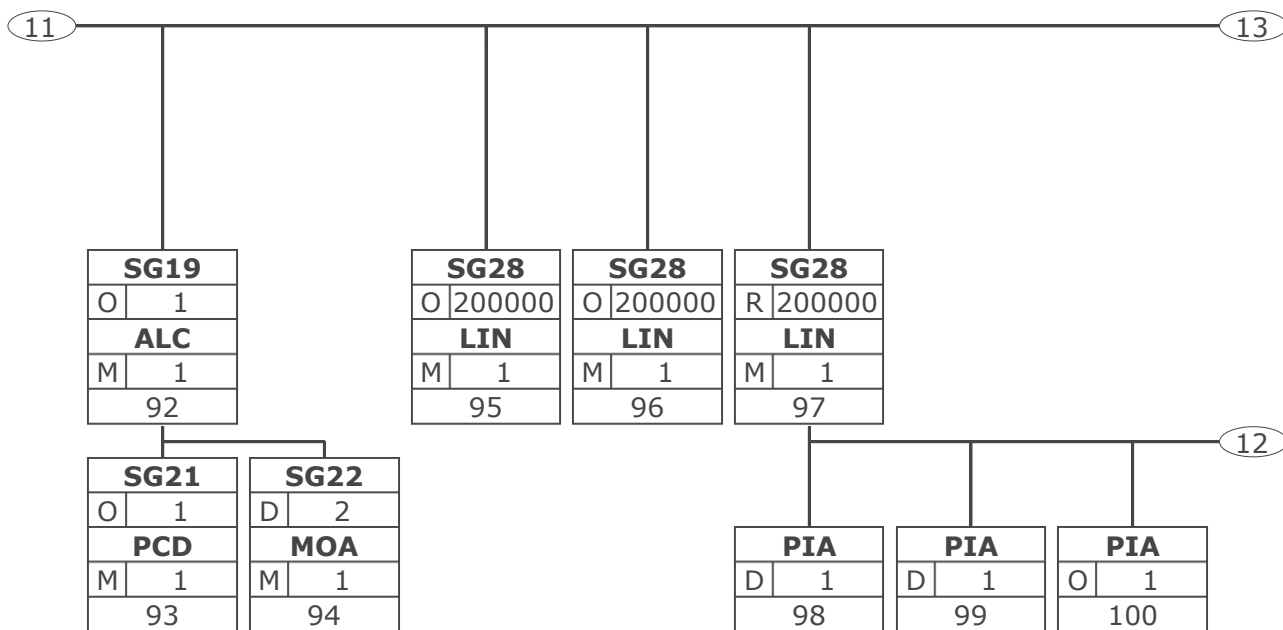 11 13
SG19 SG28 SG28 SG28
O 1 O 200000 O 200000 R 200000
ALC LIN LIN LIN
M 1 M 1 M 1 M 1
92 95 96 97
12
SG21 SG22
O 1 D 2
PCD MOA PIA PIA PIA
M 1 M 1 D 1 D 1 O 1
93 94 98 99 100